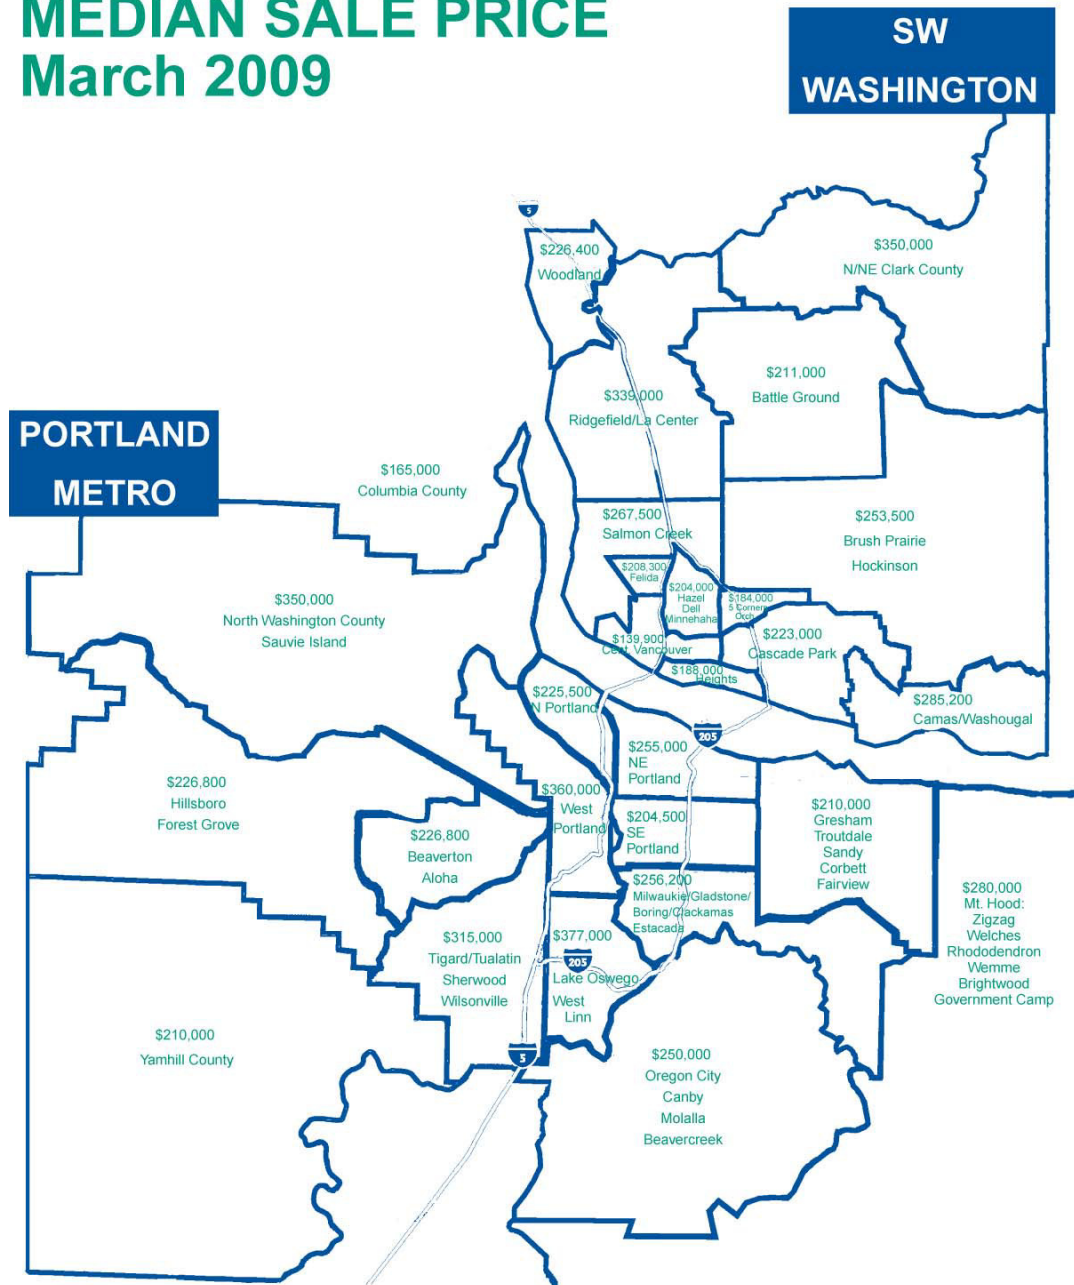 MEDIAN SALE PRICE
March 2009
SW
WASHINGTON
5
$226,400
Woodland
$350,000
N/NE Clark County
$211,000
Battle Ground
$339,000
Ridgefield/La Center
PORTLAND
METRO
$165,000
Columbia County
$267,500
Salmon Creek
$253,500
Brush Prairie
Hockinson
$208,300
Felida
$204,000
Hazel
Dell
Minnehaha
$184,000
5 Corners
Orch
$350,000
North Washington County
Sauvie Island
$139,900
Cent. Vancouver
$223,000
Cascade Park
$188,000
Heights
$225,500
N Portland
$285,200
Camas/Washougal
205
$255,000
NE
Portland
$226,800
Hillsboro
Forest Grove
$360,000
West
Portland
$204,500
SE
Portland
$210,000
Gresham
Troutdale
Sandy
Corbett
Fairview
$226,800
Beaverton
Aloha
$256,200
Milwaukie/Gladstone/
Boring/Clackamas
Estacada
$280,000
Mt. Hood:
Zigzag
Welches
Rhododendron
Wemme
Brightwood
Government Camp
$315,000
Tigard/Tualatin
Sherwood
Wilsonville
$377,000
205
Lake Oswego
West
Linn
$210,000
Yamhill County
5
$250,000
Oregon City
Canby
Molalla
Beavercreek